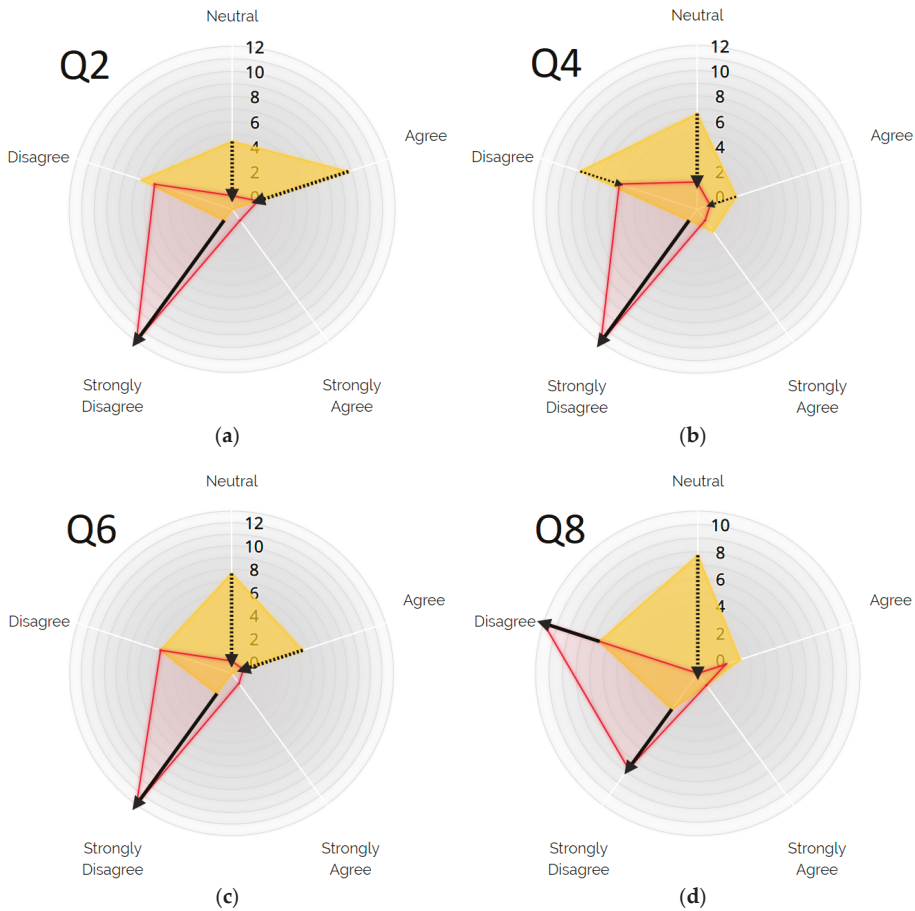 Neutral
Q2
12
10
8
6
4
2
0
Agree
Disagree
Strongly
Disagree
Strongly
Agree
(a)
Neutral
Q4
12
10
8
6
4
2
0
Agree
Disagree
Strongly
Disagree
Strongly
Agree
(b)
Neutral
Q6
12
10
8
6
4
2
0
Agree
Disagree
Strongly
Disagree
Strongly
Agree
(c)
Neutral
Q8
10
8
6
4
2
0
Agree
Disagree
Strongly
Disagree
Strongly
Agree
(d)